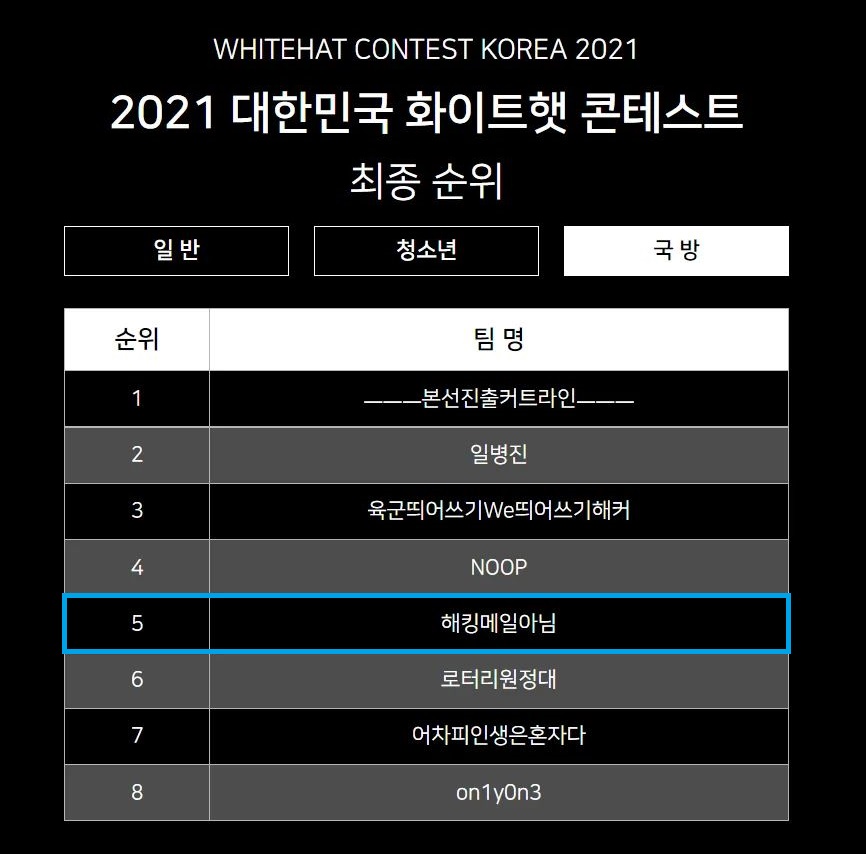 WHITEHAT CONTEST KOREA 2021
2021 대한민국 화이트햇 콘테스트
최종 순위
일 반 청소년 국 방
순위 팀 명
1 ―――본선진출커트라인―――
2 일병진
3 육군띄어쓰기We띄어쓰기해커
4 NOOP
5 해킹메일아님
6 로터리원정대
7 어차피인생은혼자다
8 on1y0n3